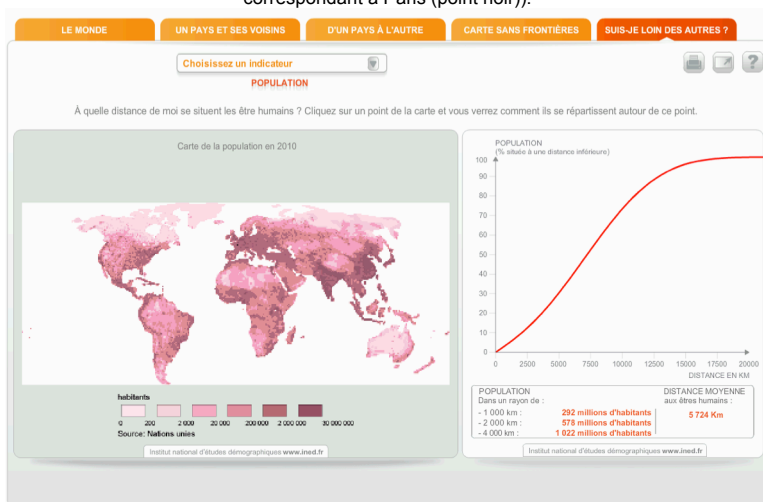 correspondant à Paris (point noir)).
LE MONDE UN PAYS ET SES VOISINS D'UN PAYS À L'AUTRE CARTE SANS FRONTIÈRES SUIS-JE LOIN DES AUTRES ?
Choisissez un indicateur
POPULATION
?
À quelle distance de moi se situent les être humains ? Cliquez sur un point de la carte et vous verrez comment ils se répartissent autour de ce point.
Carte de la population en 2010
habitants
0 200 2 000 20 000 200 000 2 000 000 30 000 000
Source: Nations unies
Institut national d'études démographiques www.ined.fr
POPULATION
(% située à une distance inférieure)
100
90
80
70
60
50
40
30
20
10
0
0 2500 5000 7500 10000 12500 15000 17500 20000
DISTANCE EN KM
POPULATION
Dans un rayon de :
- 1 000 km : 292 millions d'habitants
- 2 000 km : 578 millions d'habitants
- 4 000 km : 1 022 millions d'habitants
DISTANCE MOYENNE
aux êtres humains :
5 724 Km
Institut national d'études démographiques www.ined.fr